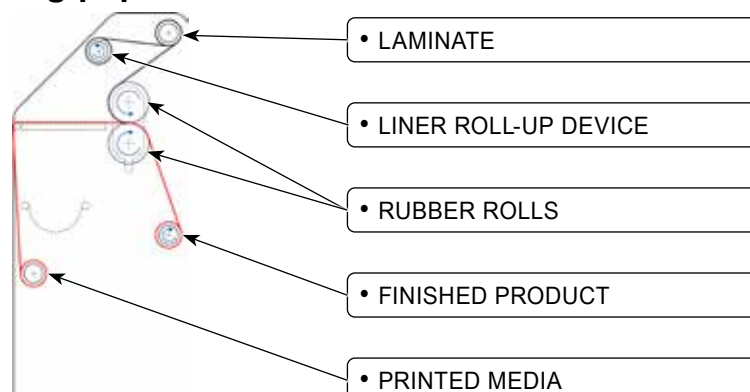 • LAMINATE
• LINER ROLL-UP DEVICE
• RUBBER ROLLS
• FINISHED PRODUCT
• PRINTED MEDIA